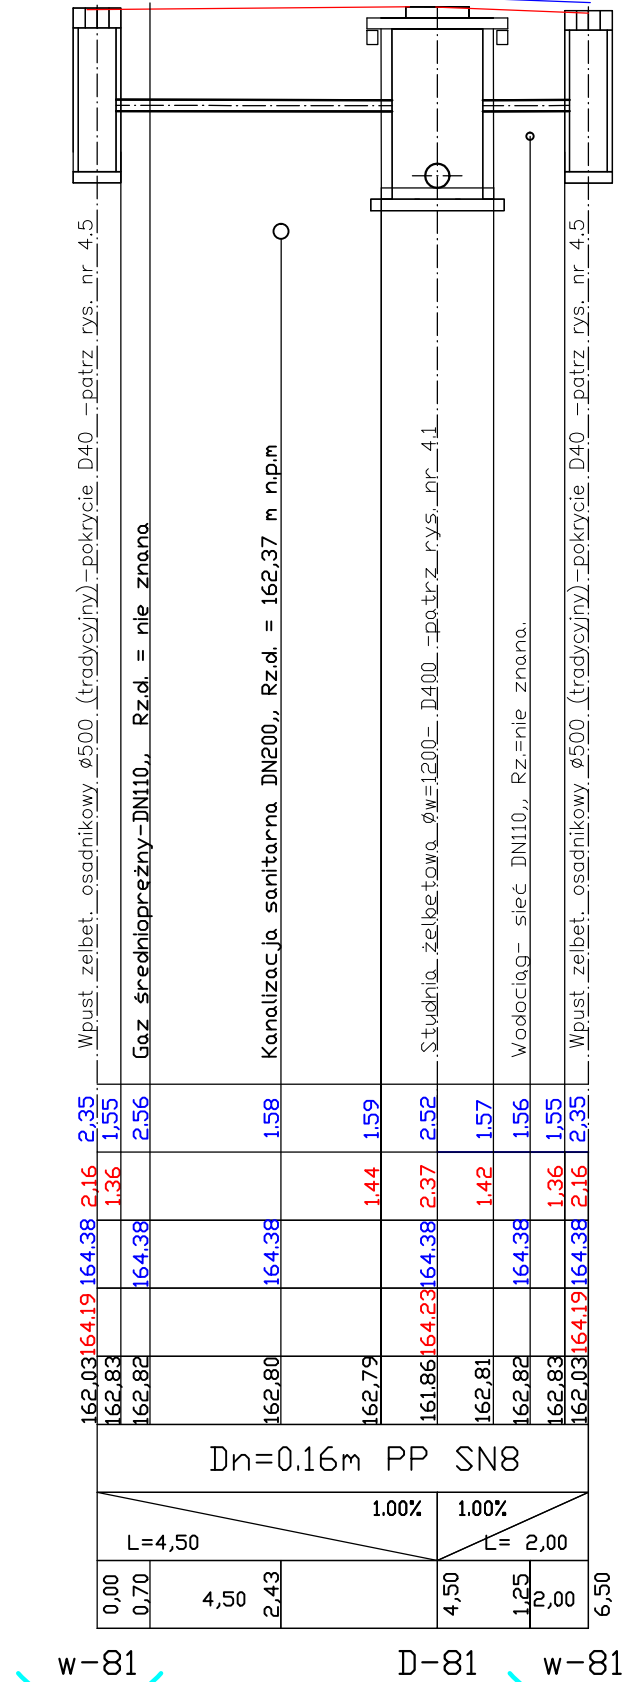 Wpust zelbet. osadnikowy ø500 (tradycyjny)-pokrycie D40 -patrz rys. nr 4.5
Gaz średnioprężny-DN110,, Rz.d. = nie znana
Kanalizacja sanitarna DN200,, Rz.d. = 162,37 m n.p.m
Studnia żelbetowa Øw=1200- D400 -patrz rys. nr 4.1
Wodociąg- sieć DN110,, Rz.=nie znana.
Wpust zelbet. osadnikowy ø500 (tradycyjny)-pokrycie D40 -patrz rys. nr 4.5
2,35 1,55 2.56 1.58 1.59 2.52 1.57 1.56 1,55 2,35
2,16 1.36 1.44 2.37 1.42 1,36 2,16
164.38 164.38 164.38 164.38 164.38 164.38
164.19 164.23 164.19
162,03 162,83 162,82 162,80 162,79 161.86 162,81 162,82 162,83 162,03
Dn=0.16m PP SN8
1.00% 1.00%
L=4,50 L= 2,00
0,00 0,70 4,50 2,43 4,50 1,25 2,00 6,50
w-81 D-81 w-81